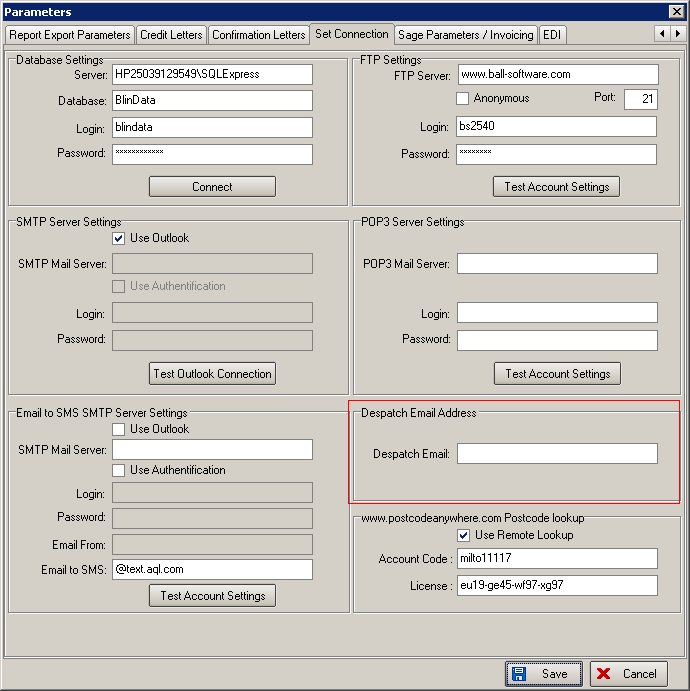 Parameters
Report Export Parameters
Credit Letters
Confirmation Letters
Set Connection
Sage Parameters / Invoicing
EDI
Database Settings
Server: HP25039129549\SQLExpress
Database: BlinData
Login: blindata
Password: ************
Connect
FTP Settings
FTP Server: www.ball-software.com
Anonymous
Port: 21
Login: bs2540
Password: ********
Test Account Settings
SMTP Server Settings
Use Outlook
SMTP Mail Server:
Use Authentification
Login:
Password:
Test Outlook Connection
POP3 Server Settings
POP3 Mail Server:
Login:
Password:
Test Account Settings
Email to SMS SMTP Server Settings
Use Outlook
SMTP Mail Server:
Use Authentification
Login:
Password:
Email From:
Email to SMS: @text.aql.com
Test Account Settings
Despatch Email Address
Despatch Email:
www.postcodeanywhere.com Postcode lookup
Use Remote Lookup
Account Code : milto11117
License : eu19-ge45-wf97-xg97
Save
Cancel